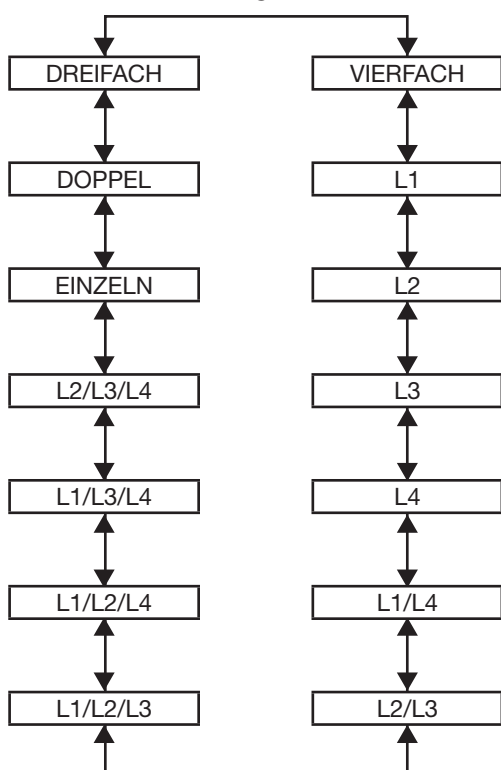 DREIFACH
DOPPEL
EINZELN
L2/L3/L4
L1/L3/L4
L1/L2/L4
L1/L2/L3
VIERFACH
L1
L2
L3
L4
L1/L4
L2/L3